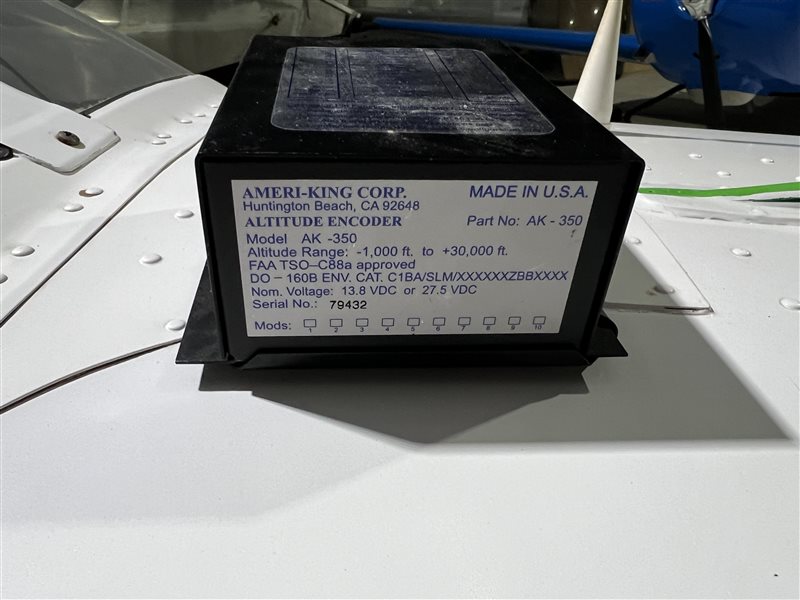 AMERI-KING CORP. MADE IN U.S.A.
Huntington Beach, CA 92648
ALTITUDE ENCODER Part No: AK - 350
Model AK -350
Altitude Range: -1,000 ft. to +30,000 ft.
FAA TSO-C88a approved
DO - 160B ENV. CAT. C1BA/SLM/XXXXXXZBBXXXX
Nom. Voltage: 13.8 VDC or 27.5 VDC
Serial No.: 79432
Mods:
1 2 3 4 5 6 7 8 9 10